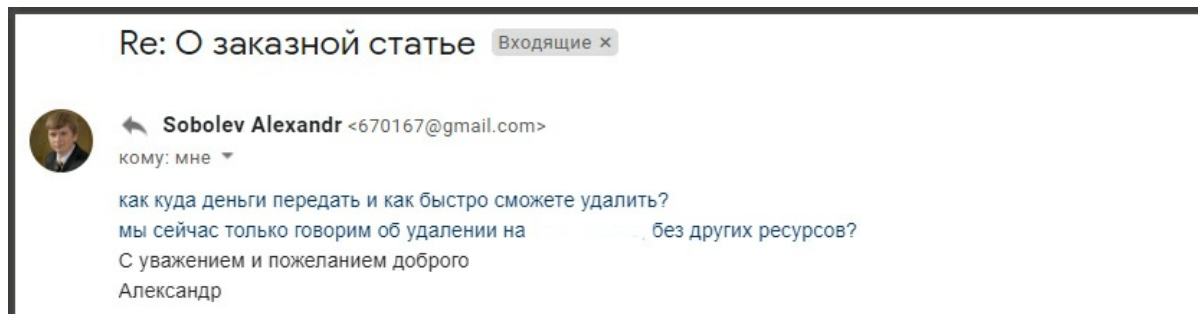 Re: О заказной статье Входящие ×
Sobolev Alexandr <670167@gmail.com>
кому: мне
как куда деньги передать и как быстро сможете удалить?
мы сейчас только говорим об удалении на , без других ресурсов?
С уважением и пожеланием доброго
Александр